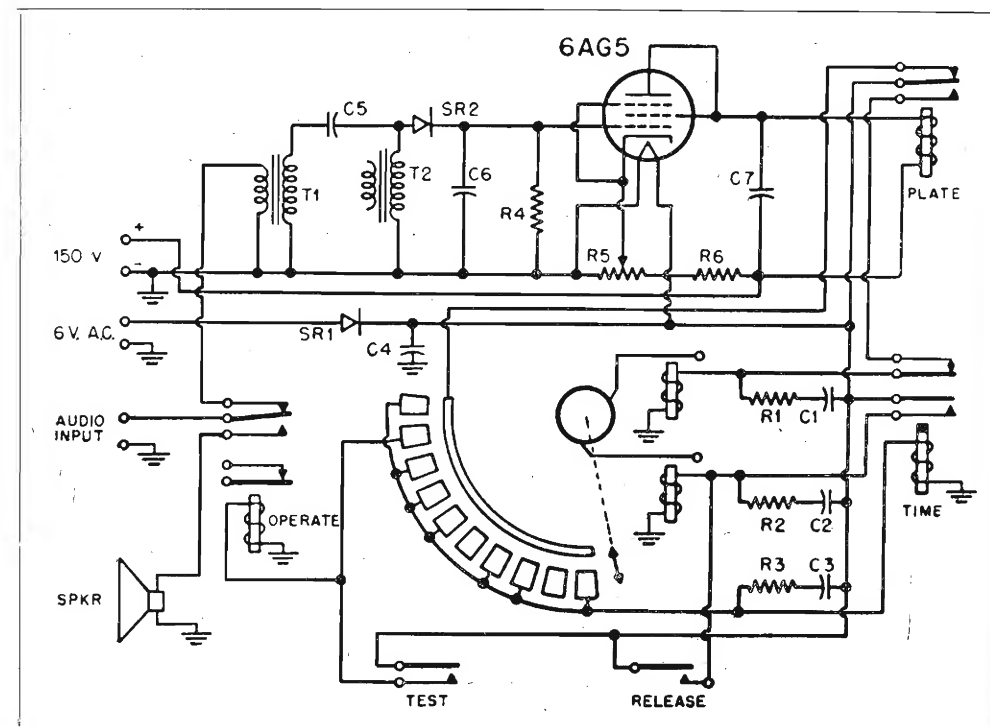 6AG5
C5
SR2
T1
T2
C6
R4
C7
PLATE
+
150 V
-
R5
R6
6 V. A.C.
SR1
C4
AUDIO
INPUT
R1
C1
OPERATE
R2
C2
TIME
R3
C3
SPKR
TEST
RELEASE